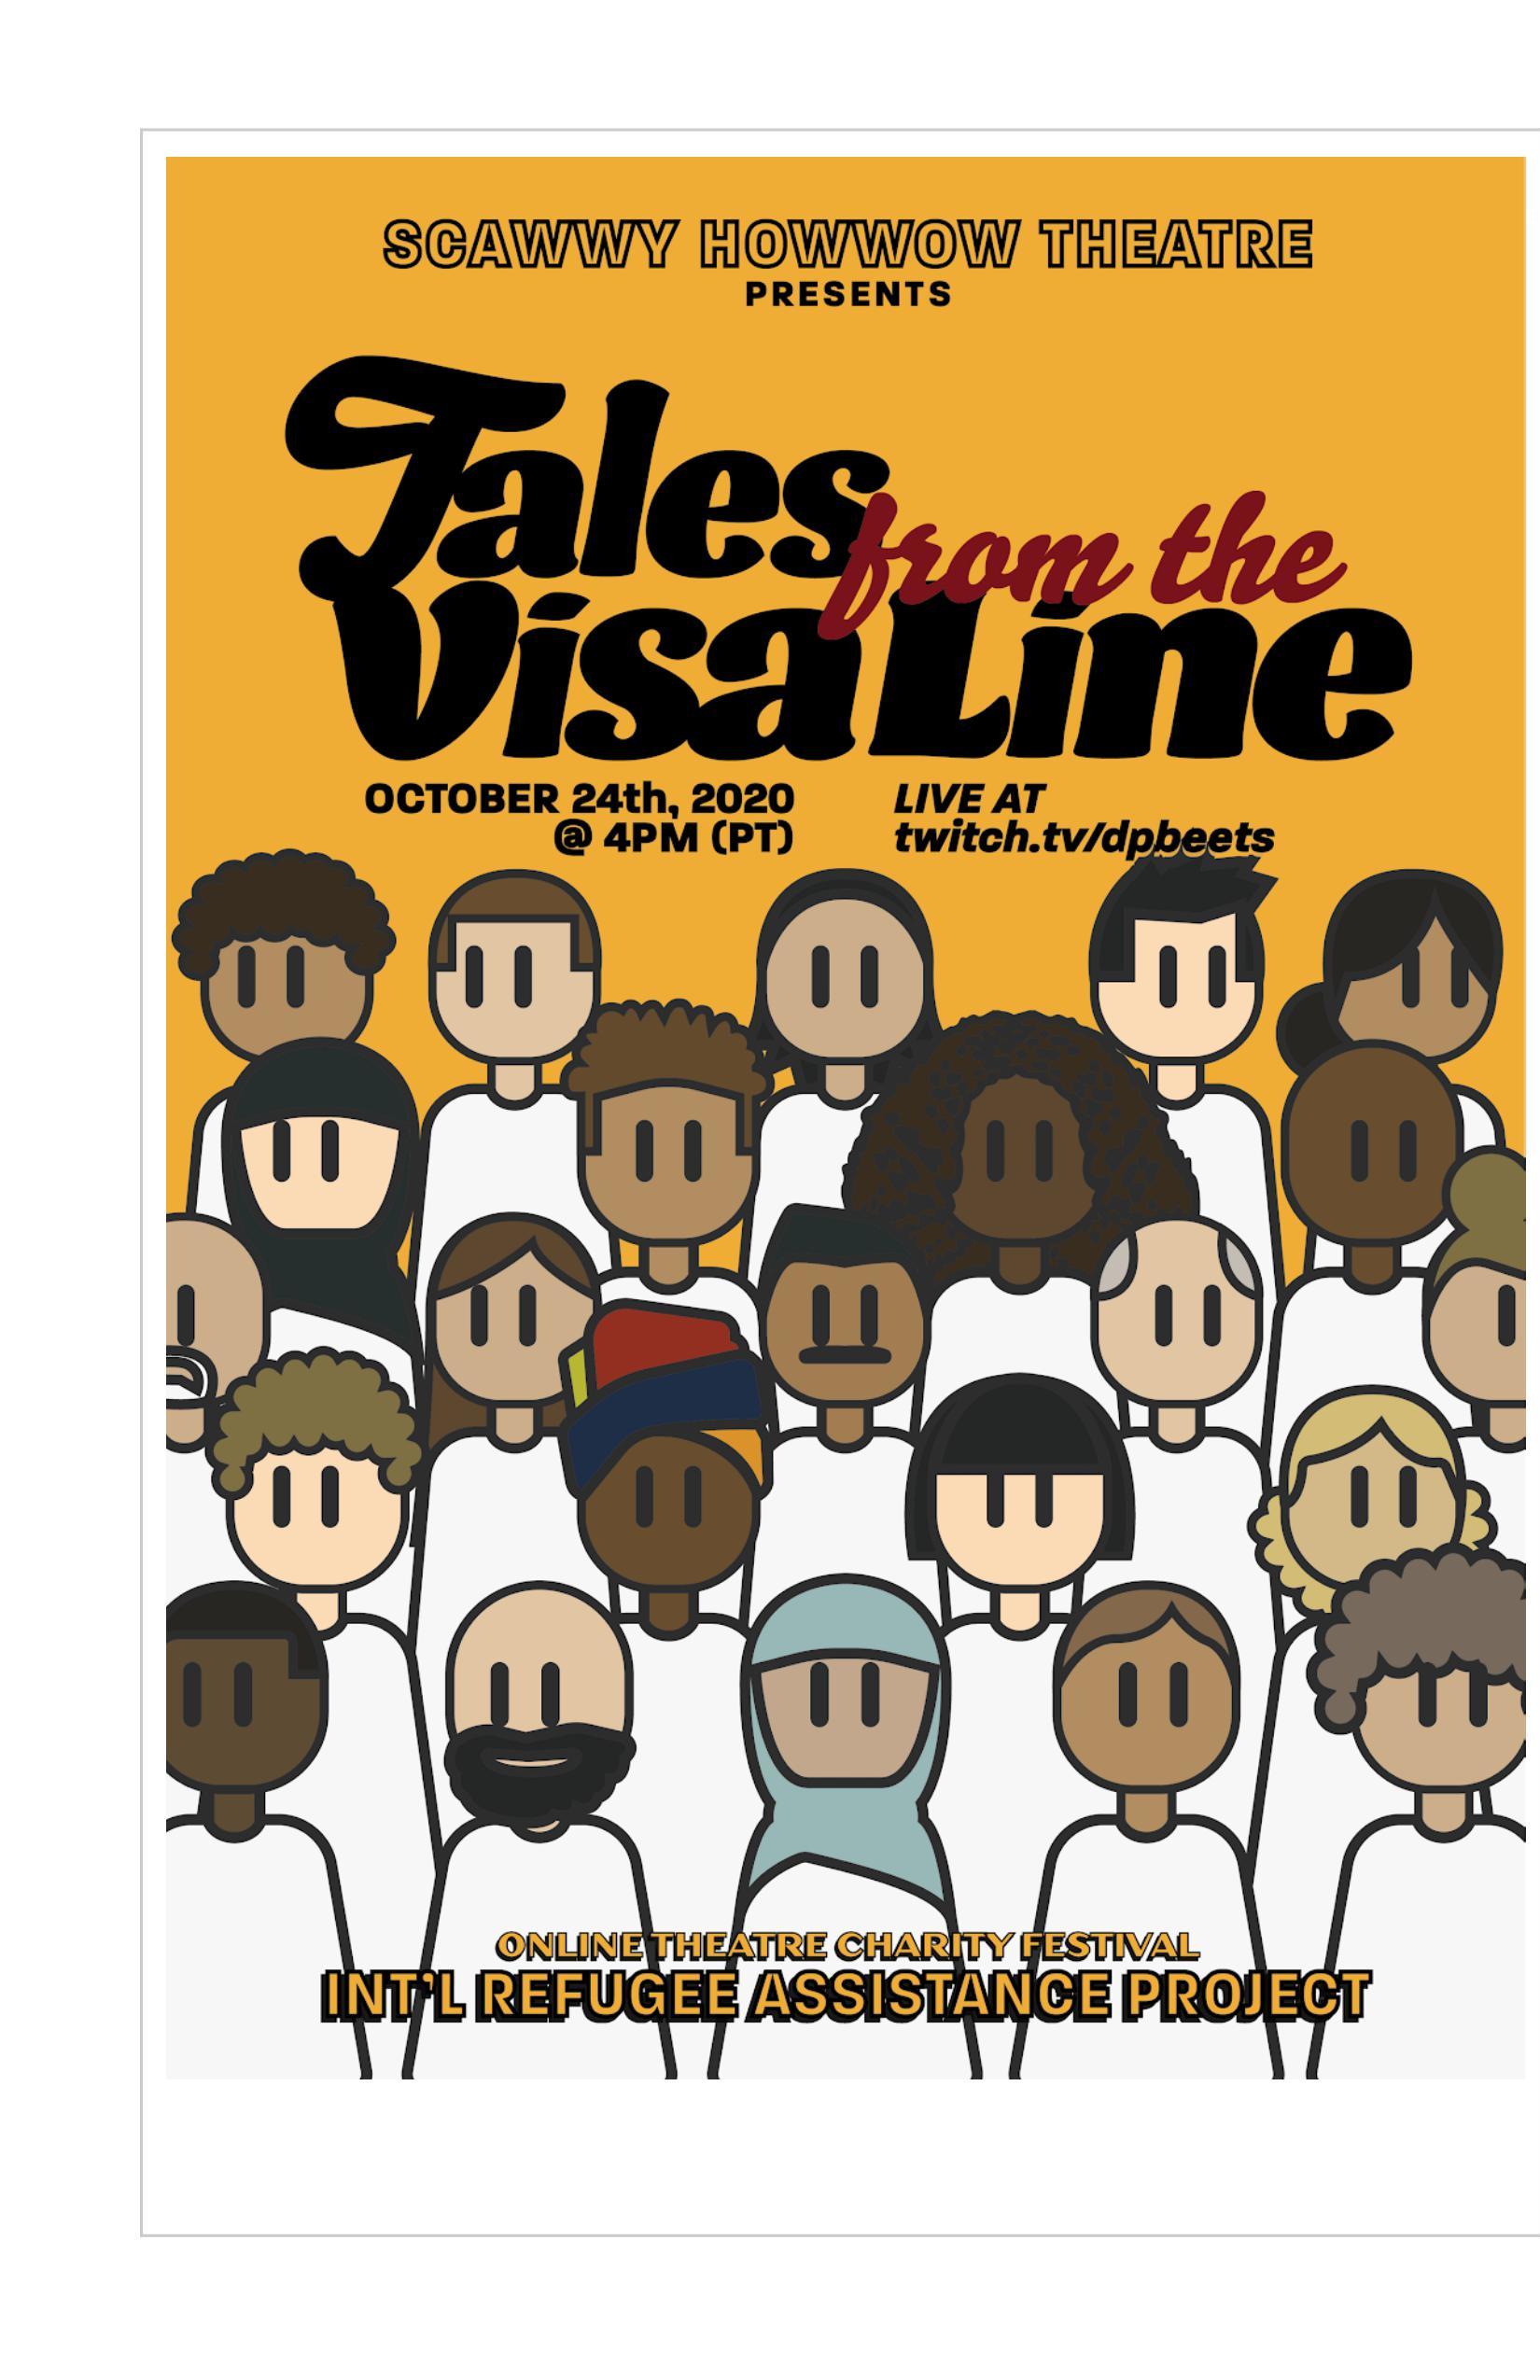 SCAWWY HOWWOW THEATRE
PRESENTS
Tales
from the
Visa Line
OCTOBER 24th, 2020
@ 4PM (PT)
LIVE AT
twitch.tv/dpbeets
ONLINE THEATRE CHARITY FESTIVAL
INT'L REFUGEE ASSISTANCE PROJECT